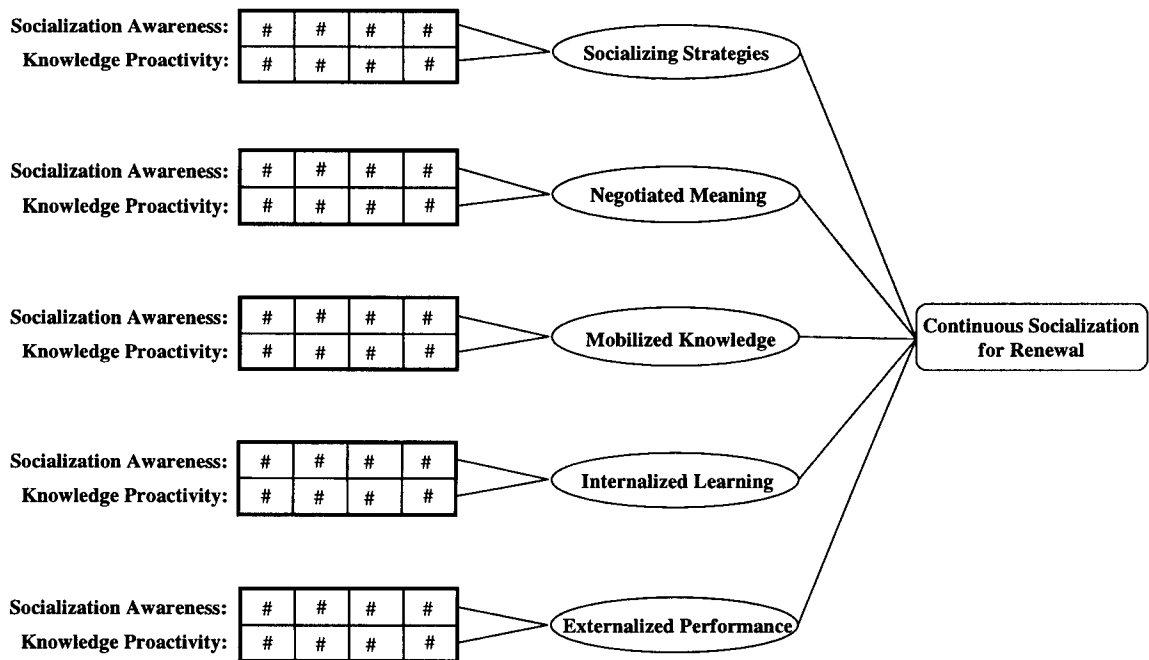 Socialization Awareness: # # # #
Knowledge Proactivity: # # # #
Socializing Strategies
Socialization Awareness: # # # #
Knowledge Proactivity: # # # #
Negotiated Meaning
Socialization Awareness: # # # #
Knowledge Proactivity: # # # #
Mobilized Knowledge
Continuous Socialization
for Renewal
Socialization Awareness: # # # #
Knowledge Proactivity: # # # #
Internalized Learning
Socialization Awareness: # # # #
Knowledge Proactivity: # # # #
Externalized Performance